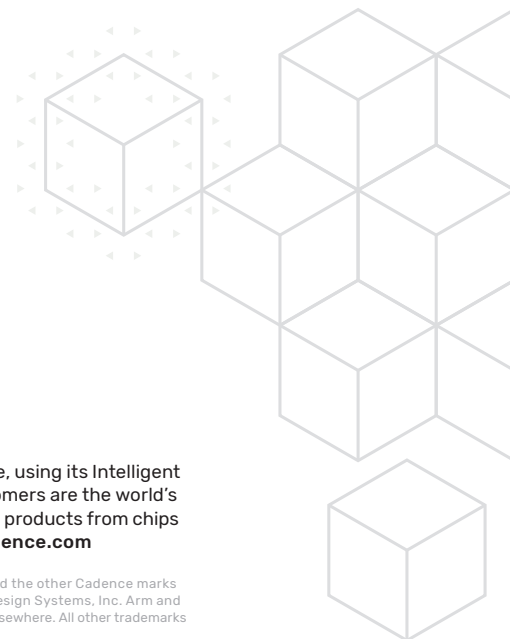 e, using its Intelligent
omers are the world's
products from chips
ence.com
d the other Cadence marks
esign Systems, Inc. Arm and
sewhere. All other trademarks